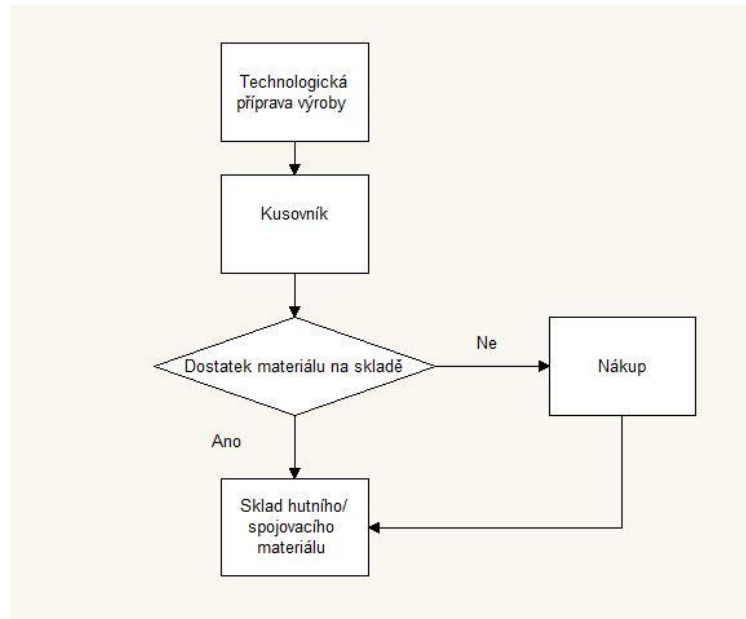 Technologická
příprava výroby
Kusovník
Dostatek materiálu na skladě
Ne
Nákup
Ano
Sklad hutního/
spojovacího
materiálu